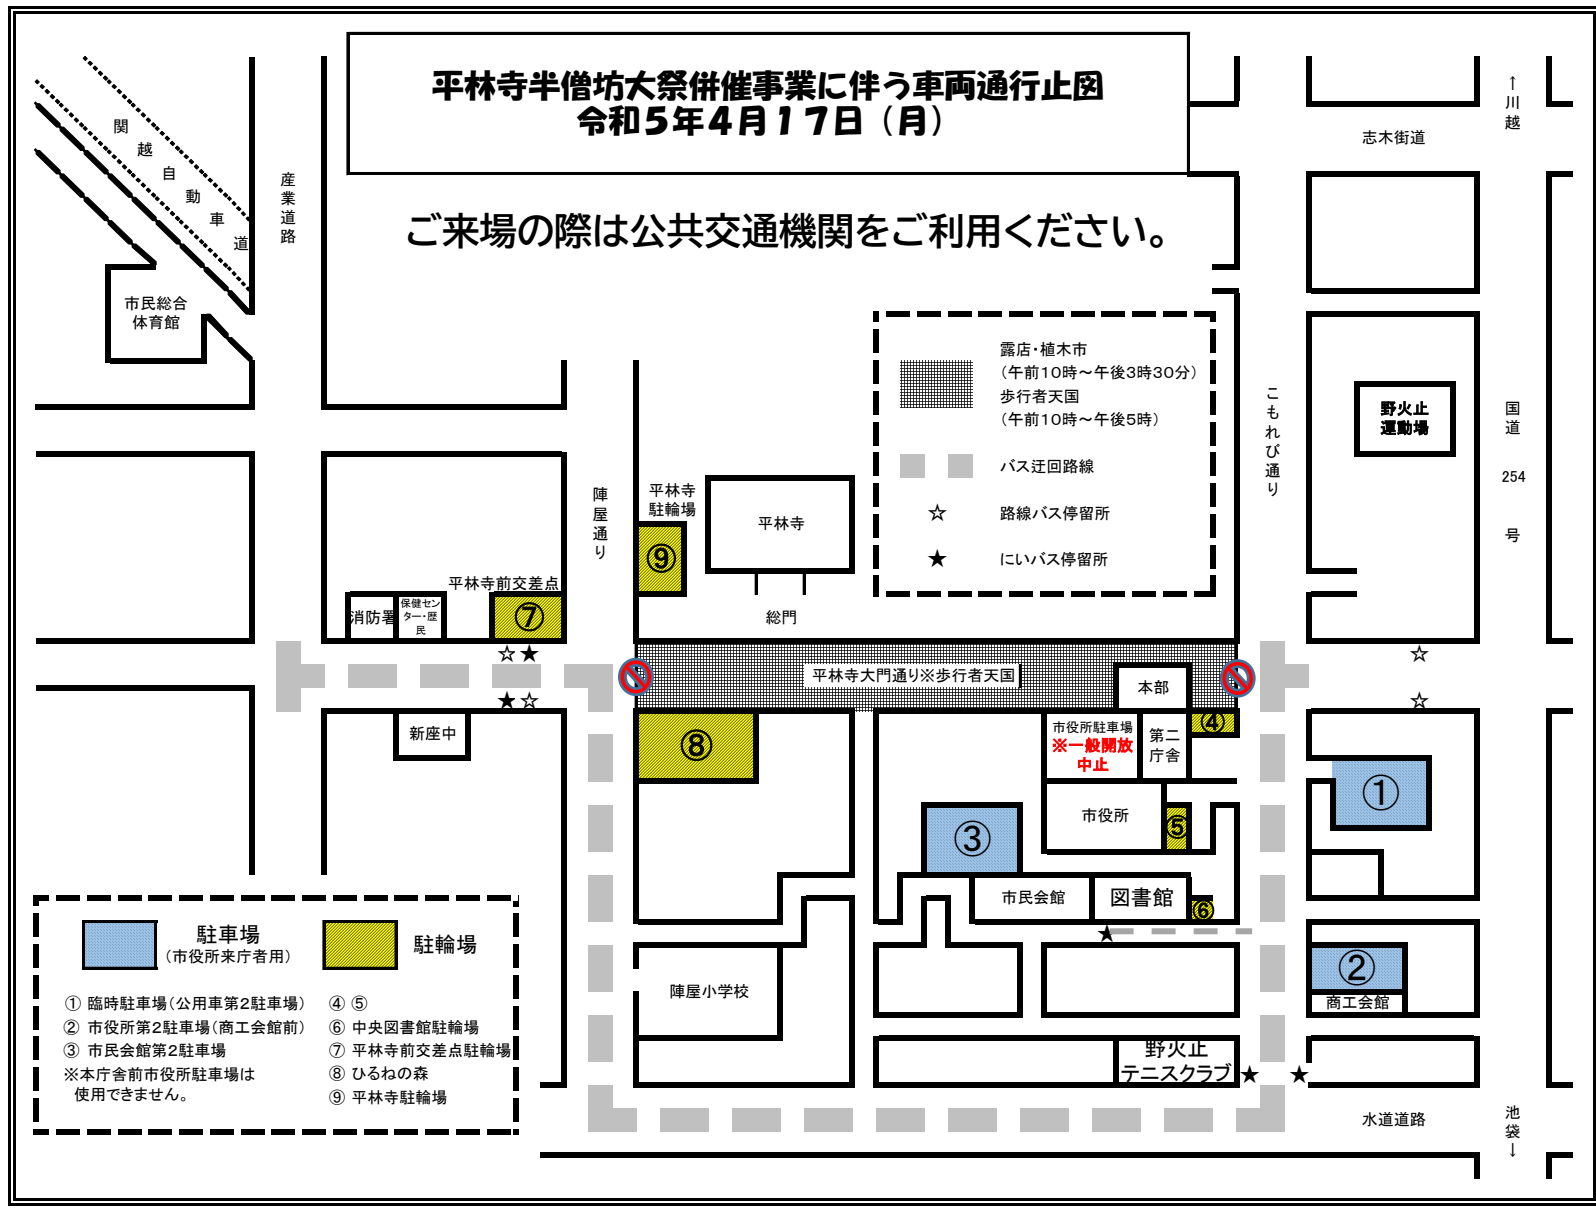 平林寺半僧坊大祭併催事業に伴う車両通行止図
令和５年４月１７日（月）
ご来場の際は公共交通機関をご利用ください。
関越自動車道
産業道路
市民総合
体育館
↑川越
志木街道
露店・植木市
(午前10時～午後3時30分)
歩行者天国
(午前10時～午後5時)
バス迂回路線
☆ 路線バス停留所
★ にいバス停留所
こもれび通り
野火止
運動場
国道254号
陣屋通り
平林寺
駐輪場
⑨
平林寺
総門
平林寺前交差点
消防署
保健セン
ター・歴
民
⑦
☆★
★☆
☆
☆
平林寺大門通り※歩行者天国
本部
新座中
⑧
市役所駐車場
※一般開放
中止
第二
庁舎
④
①
市役所
⑤
③
市民会館
図書館
⑥
★
②
商工会館
陣屋小学校
野火止
テニスクラブ
★ ★
水道道路
池袋↓
駐車場
(市役所来庁者用)
駐輪場
① 臨時駐車場(公用車第2駐車場)
② 市役所第2駐車場(商工会館前)
③ 市民会館第2駐車場
※本庁舎前市役所駐車場は
使用できません。
④ ⑤
⑥ 中央図書館駐輪場
⑦ 平林寺前交差点駐輪場
⑧ ひるねの森
⑨ 平林寺駐輪場